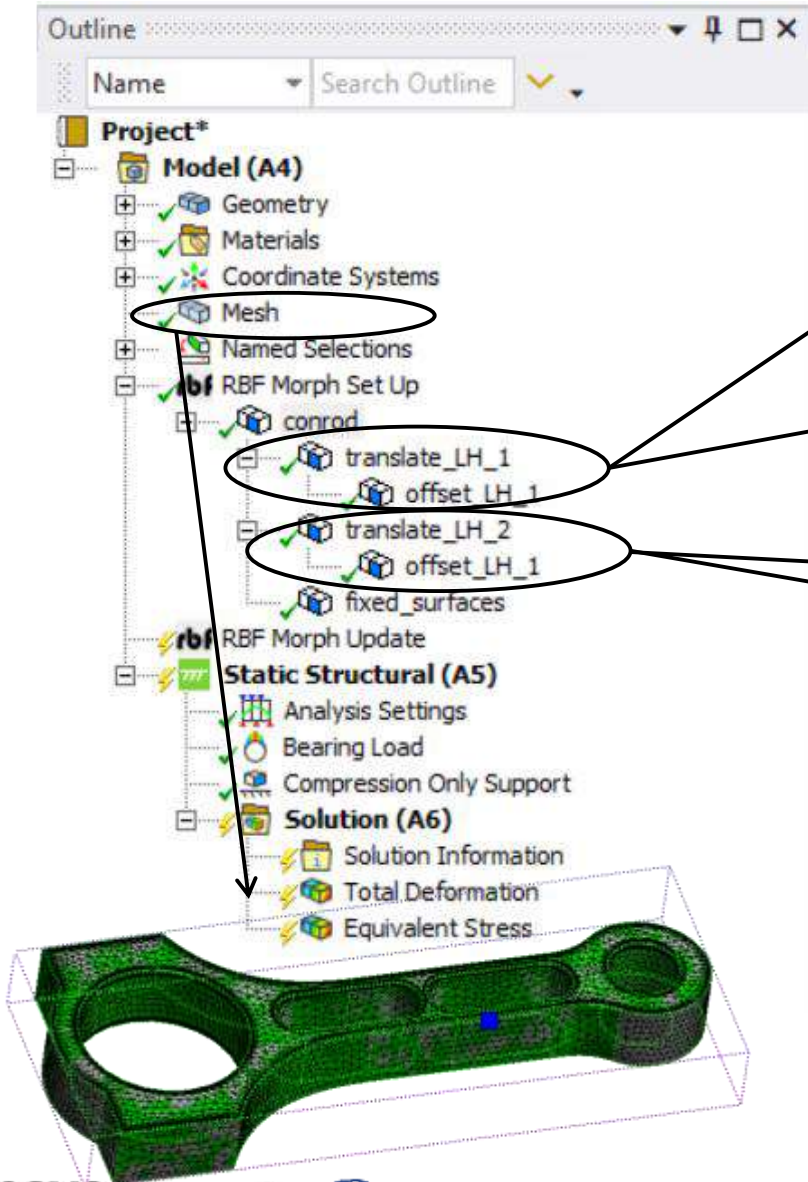 Outline
Name Search Outline
Project*
Model (A4)
Geometry
Materials
Coordinate Systems
Mesh
Named Selections
rbf RBF Morph Set Up
conrod
translate_LH_1
offset_LH_1
translate_LH_2
offset_LH_1
fixed_surfaces
rbf RBF Morph Update
Static Structural (A5)
Analysis Settings
Bearing Load
Compression Only Support
Solution (A6)
Solution Information
Total Deformation
Equivalent Stress